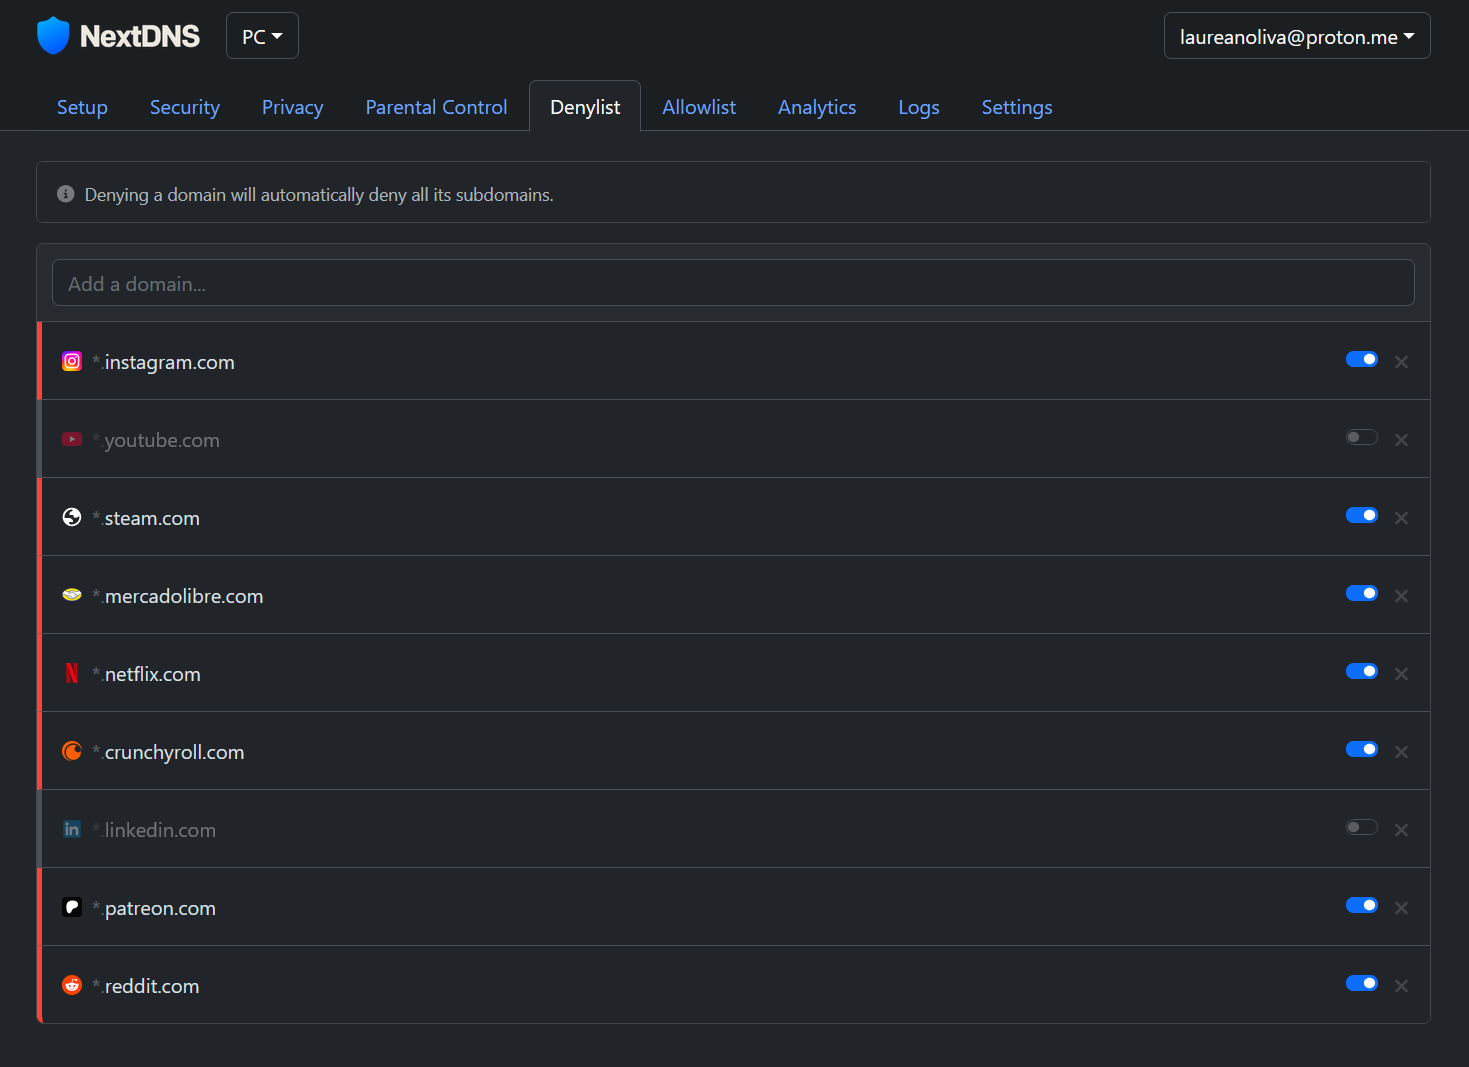 NextDNS PC laureanoliva@proton.me
Setup Security Privacy Parental Control Denylist Allowlist Analytics Logs Settings
Denying a domain will automatically deny all its subdomains.
Add a domain...
*.instagram.com
*.youtube.com
*.steam.com
*.mercadolibre.com
*.netflix.com
*.crunchyroll.com
*.linkedin.com
*.patreon.com
*.reddit.com